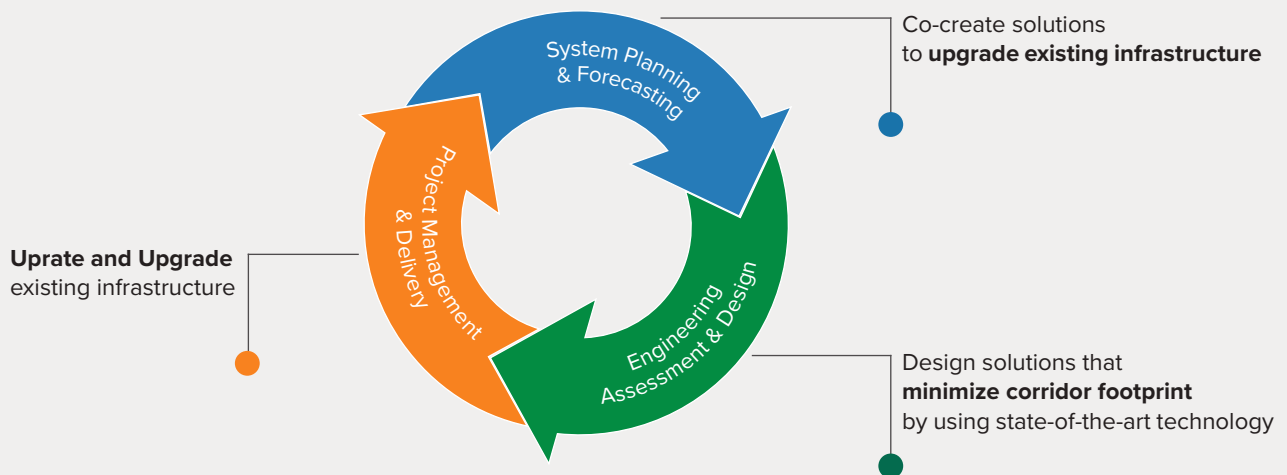 System Planning
& Forecasting
Co-create solutions
to upgrade existing infrastructure
Engineering
Assessment & Design
Design solutions that
minimize corridor footprint
by using state-of-the-art technology
Project Management
& Delivery
Uprate and Upgrade
existing infrastructure